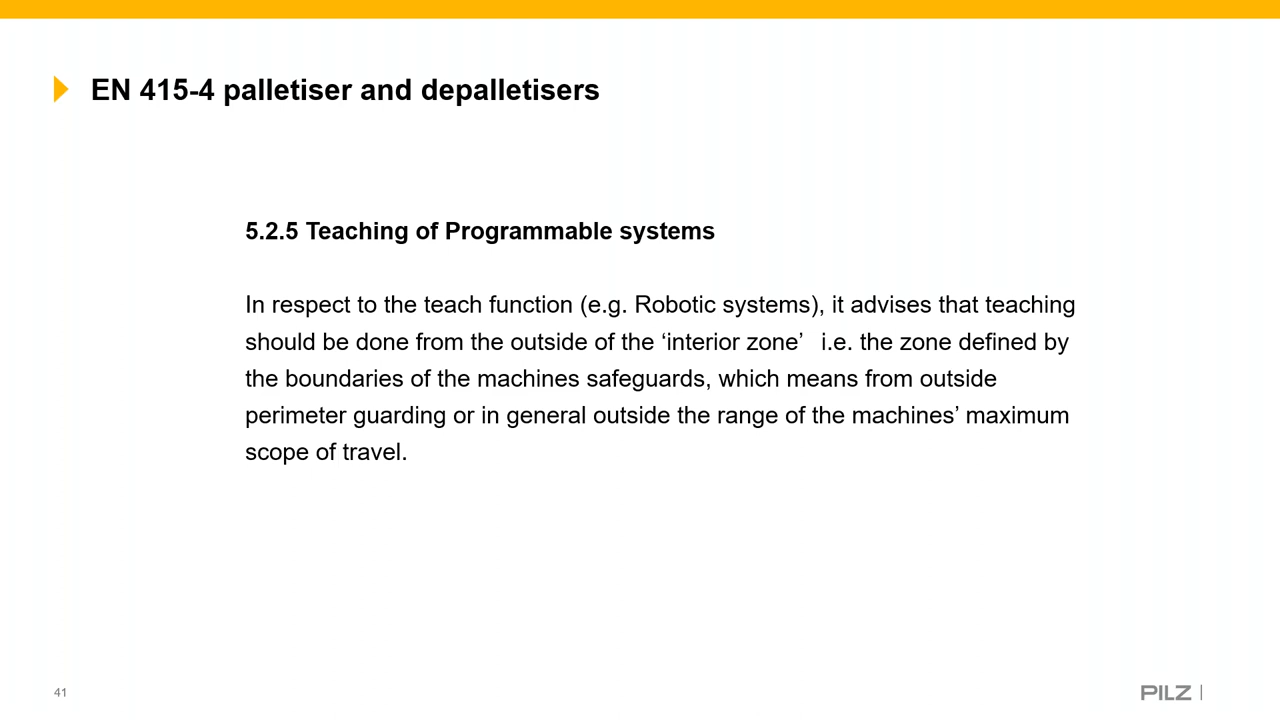 EN 415-4 palletiser and depalletisers
5.2.5 Teaching of Programmable systems
In respect to the teach function (e.g. Robotic systems), it advises that teaching
should be done from the outside of the ‘interior zone’  i.e. the zone defined by
the boundaries of the machines safeguards, which means from outside
perimeter guarding or in general outside the range of the machines’ maximum
scope of travel.
41
PILZ